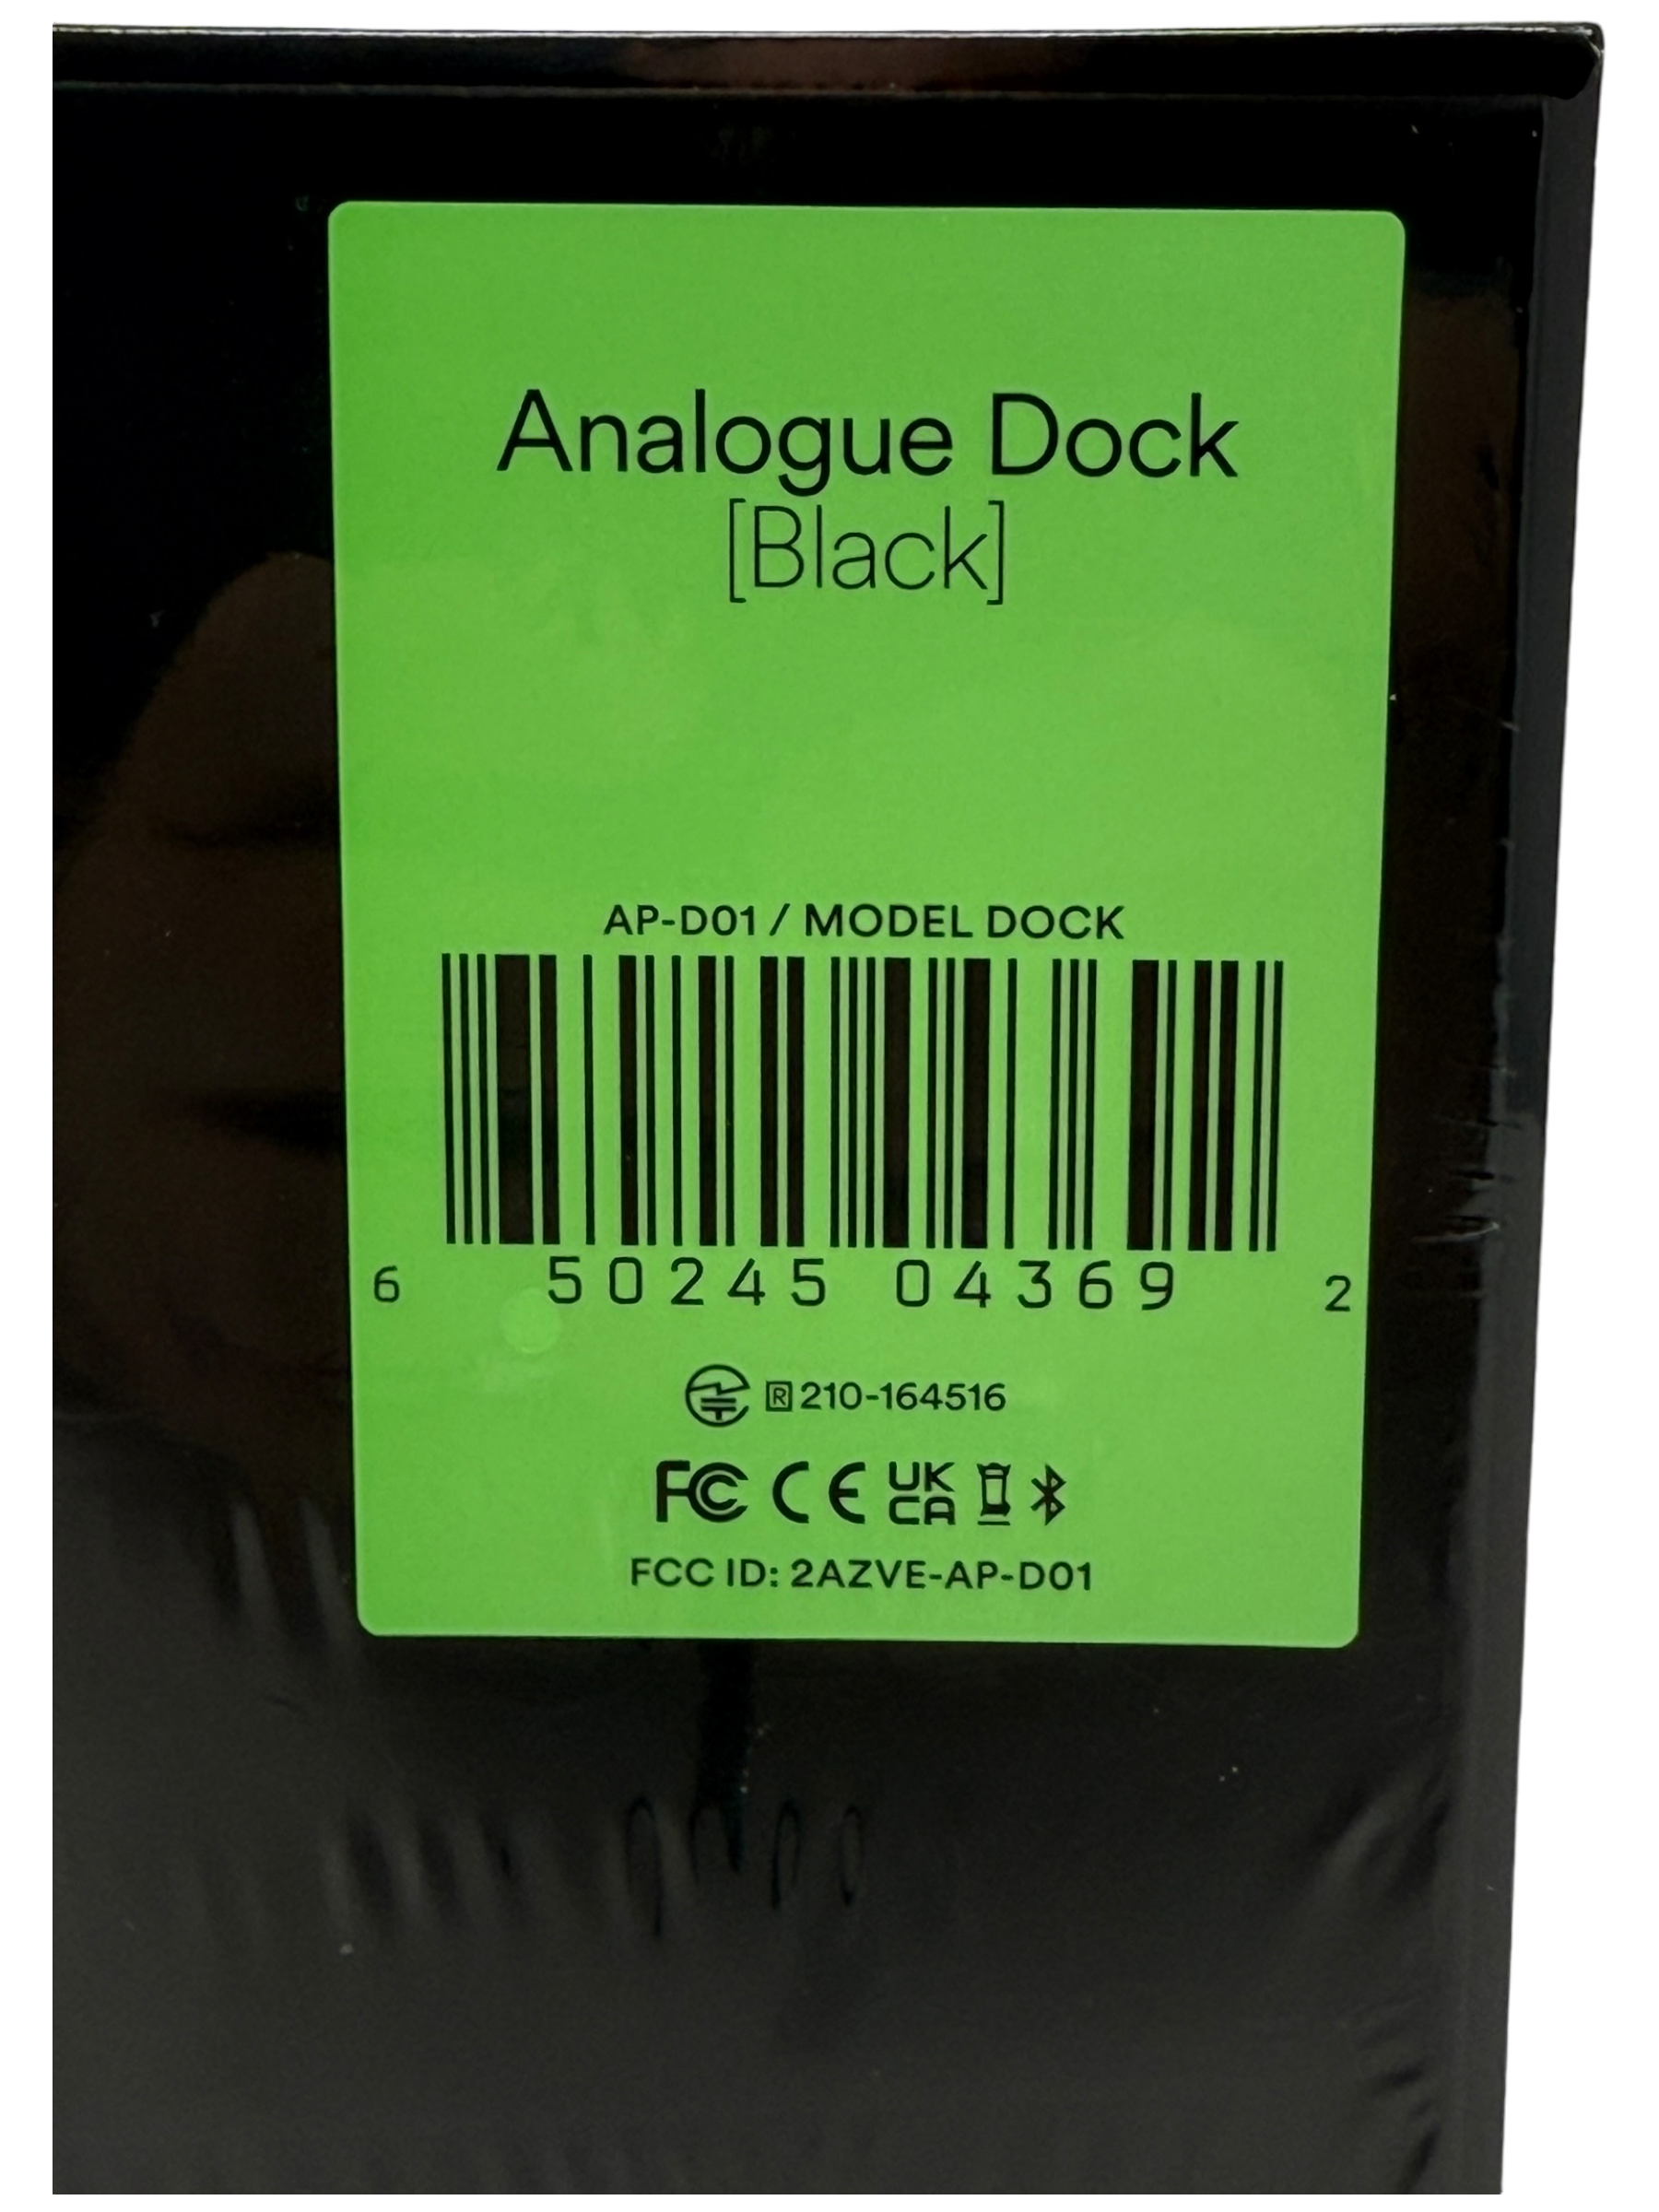 Analogue Dock
[Black]
AP-D01 / MODEL DOCK
6 50245 04369 2
R 210-164516
FC CE UK CA
FCC ID: 2AZVE-AP-D01